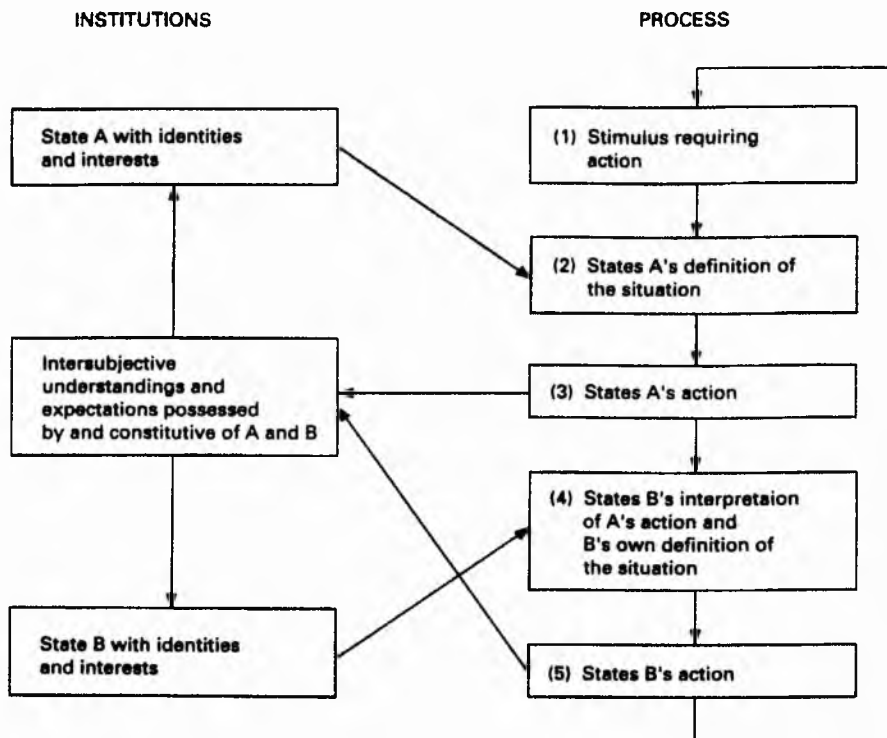 INSTITUTIONS
PROCESS
State A with identities
and interests
(1) Stimulus requiring
action
(2) States A's definition of
the situation
Intersubjective
understandings and
expectations possessed
by and constitutive of A and B
(3) States A's action
(4) States B's interpretaion
of A's action and
B's own definition of
the situation
State B with identities
and interests
(5) States B's action